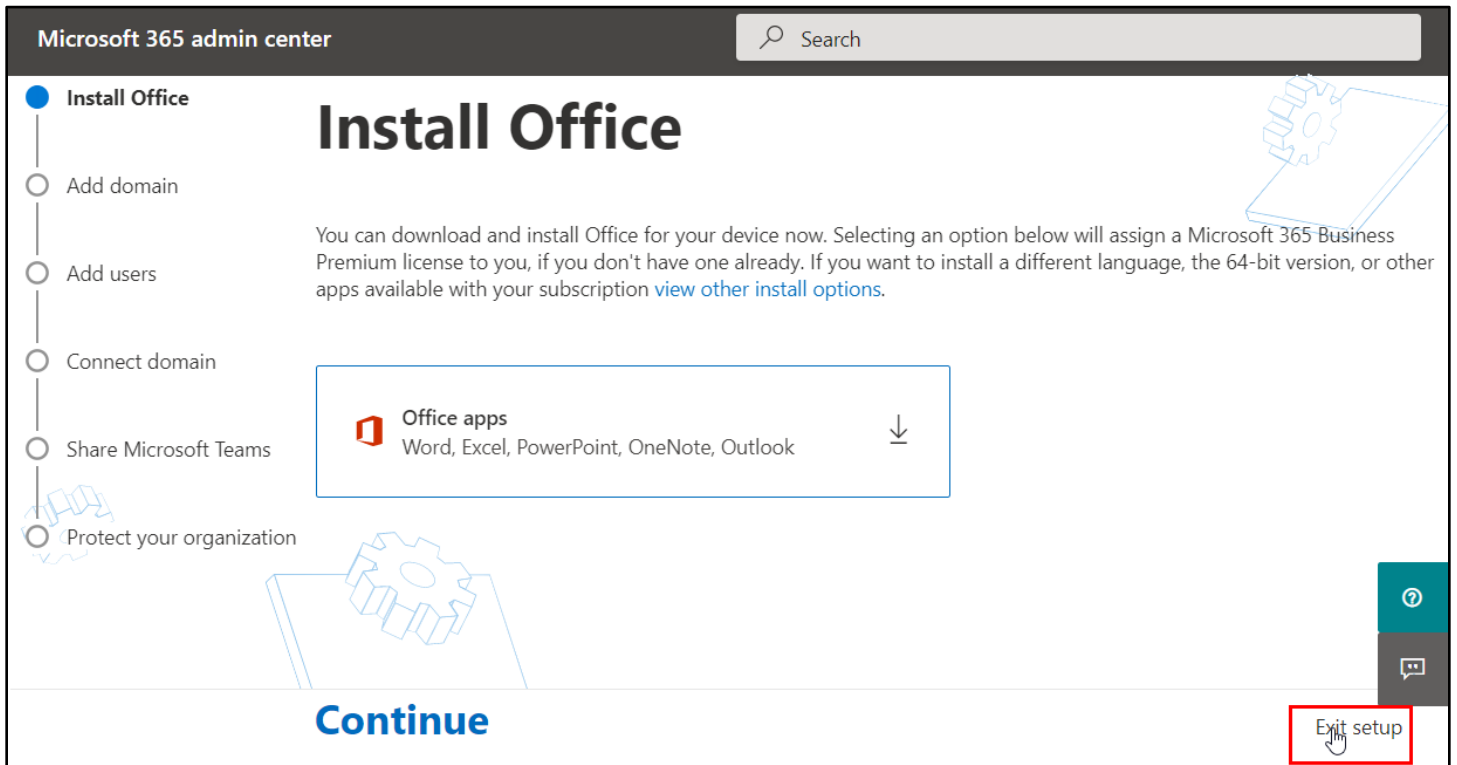 Microsoft 365 admin center
Search
Install Office
Add domain
Add users
Connect domain
Share Microsoft Teams
Protect your organization
Install Office
You can download and install Office for your device now. Selecting an option below will assign a Microsoft 365 Business
Premium license to you, if you don't have one already. If you want to install a different language, the 64-bit version, or other
apps available with your subscription view other install options.
Office apps
Word, Excel, PowerPoint, OneNote, Outlook
Continue
Exit setup